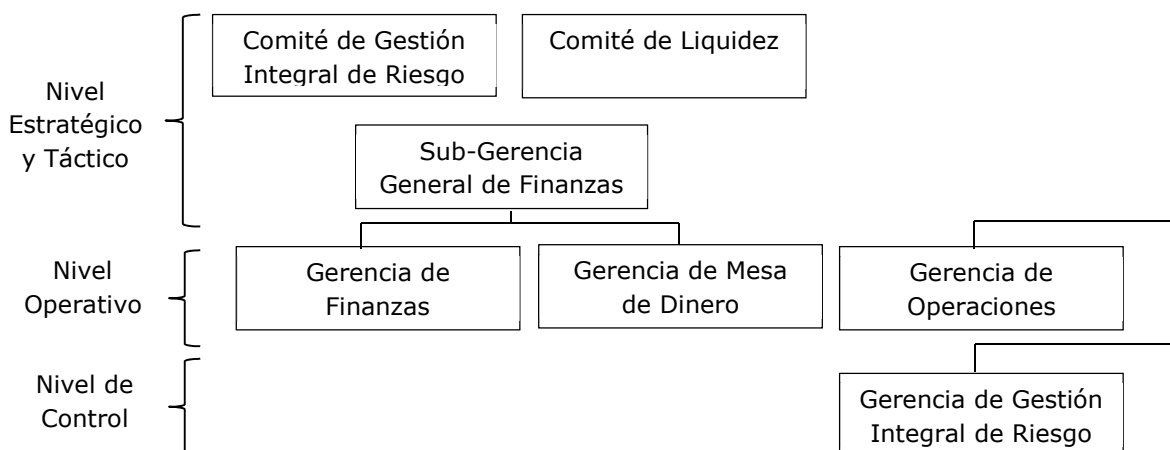 Comité de Gestión
Integral de Riesgo
Comité de Liquidez
Nivel
Estratégico
y Táctico
Sub-Gerencia
General de Finanzas
Nivel
Operativo
Gerencia de
Finanzas
Gerencia de Mesa
de Dinero
Gerencia de
Operaciones
Nivel de
Control
Gerencia de Gestión
Integral de Riesgo